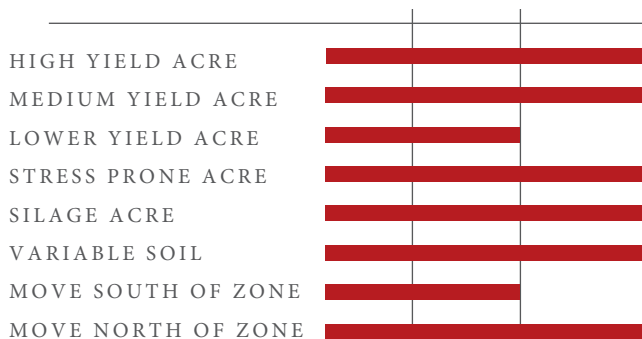 HIGH YIELD ACRE
MEDIUM YIELD ACRE
LOWER YIELD ACRE
STRESS PRONE ACRE
SILAGE ACRE
VARIABLE SOIL
MOVE SOUTH OF ZONE
MOVE NORTH OF ZONE